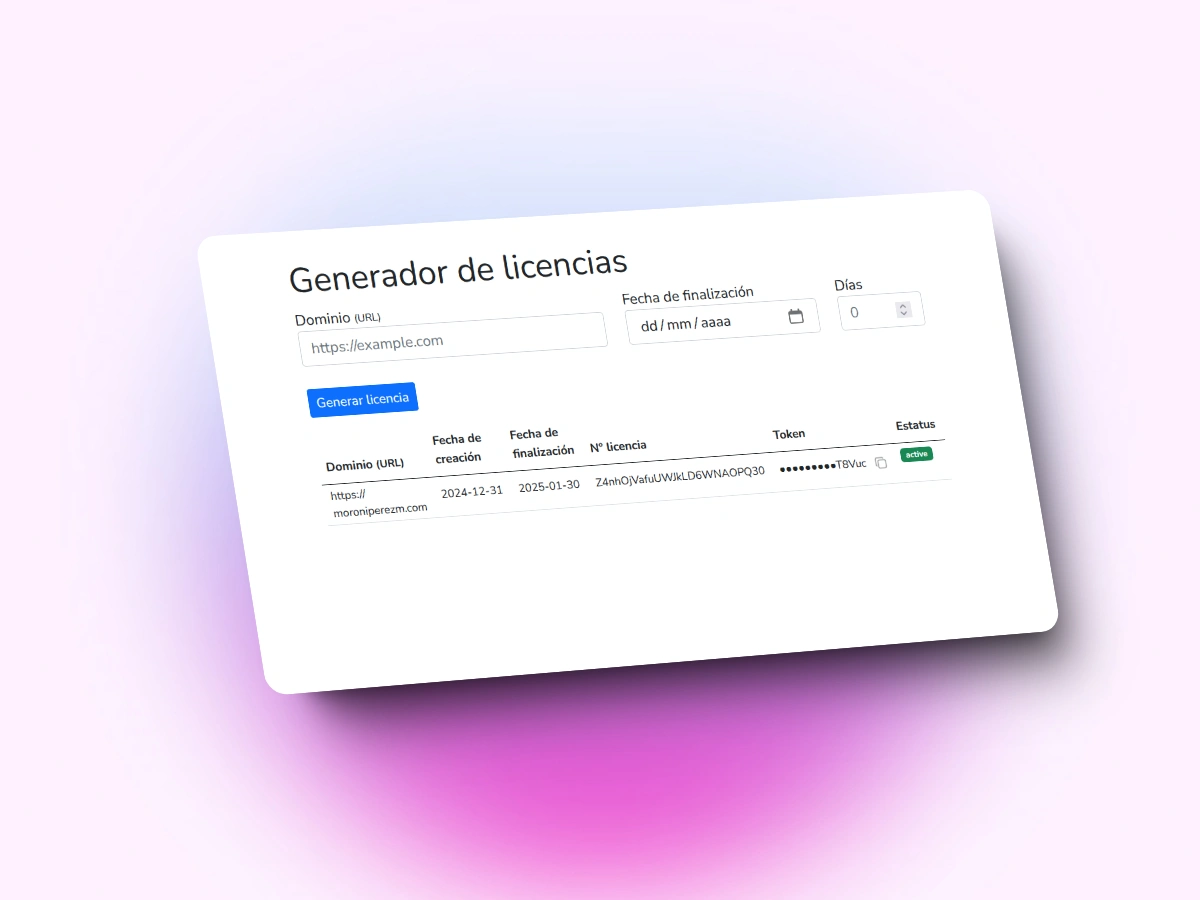 Generador de licencias
Dominio (URL)
Fecha de finalización
Días
https://example.com
dd/mm/aaaa
0
Generar licencia
Dominio (URL)
Fecha de
creación
Fecha de
finalización
Nº licencia
Token
Estatus
https://
moroniperezm.com
2024-12-31
2025-01-30
Z4nhOjVafuUWJkLD6WNAOPQ30
●●●●●●●●●T8Vuc
active